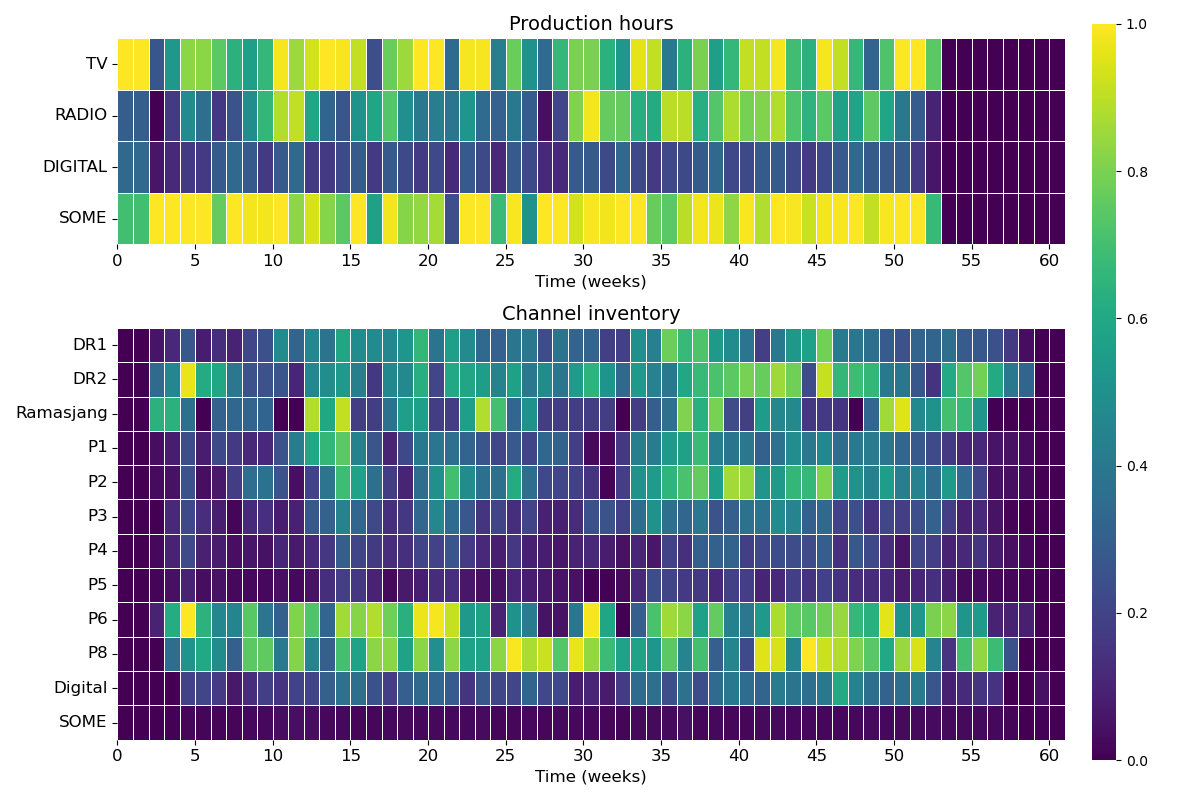 Production hours
TV
RADIO
DIGITAL
SOME
0 5 10 15 20 25 30 35 40 45 50 55 60
Time (weeks)
Channel inventory
DR1
DR2
Ramasjang
P1
P2
P3
P4
P5
P6
P8
Digital
SOME
0 5 10 15 20 25 30 35 40 45 50 55 60
Time (weeks)
1.0
0.8
0.6
0.4
0.2
0.0